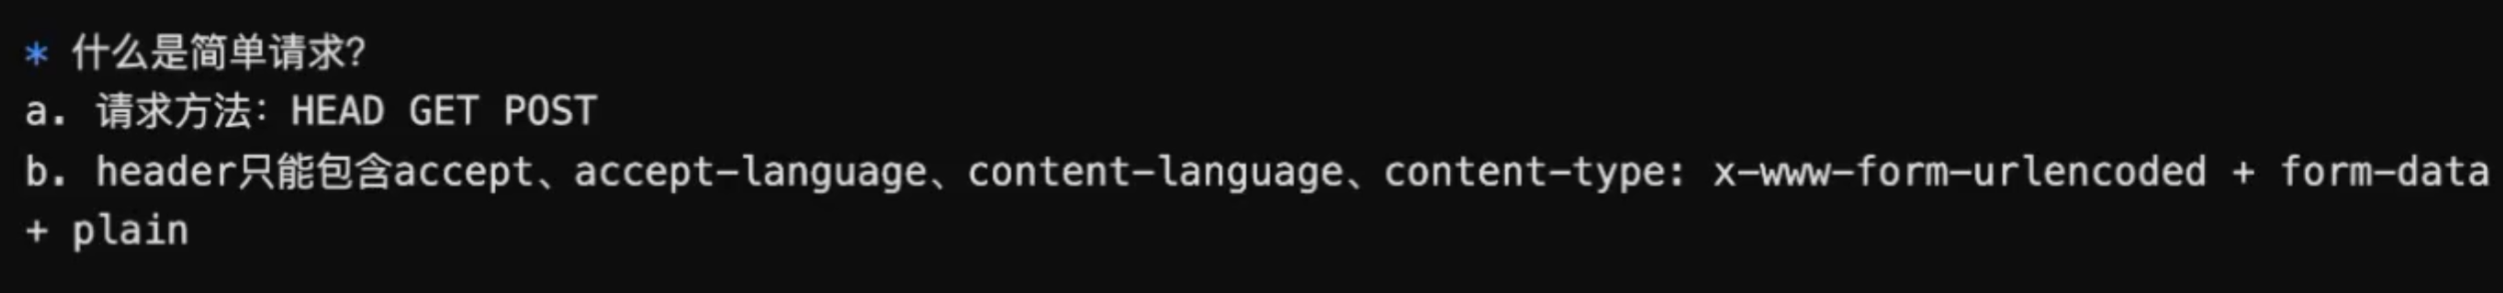 * 什么是简单请求?
a. 请求方法: HEAD GET POST
b. header只能包含accept、accept-language、content-language、content-type: x-www-form-urlencoded + form-data
+ plain